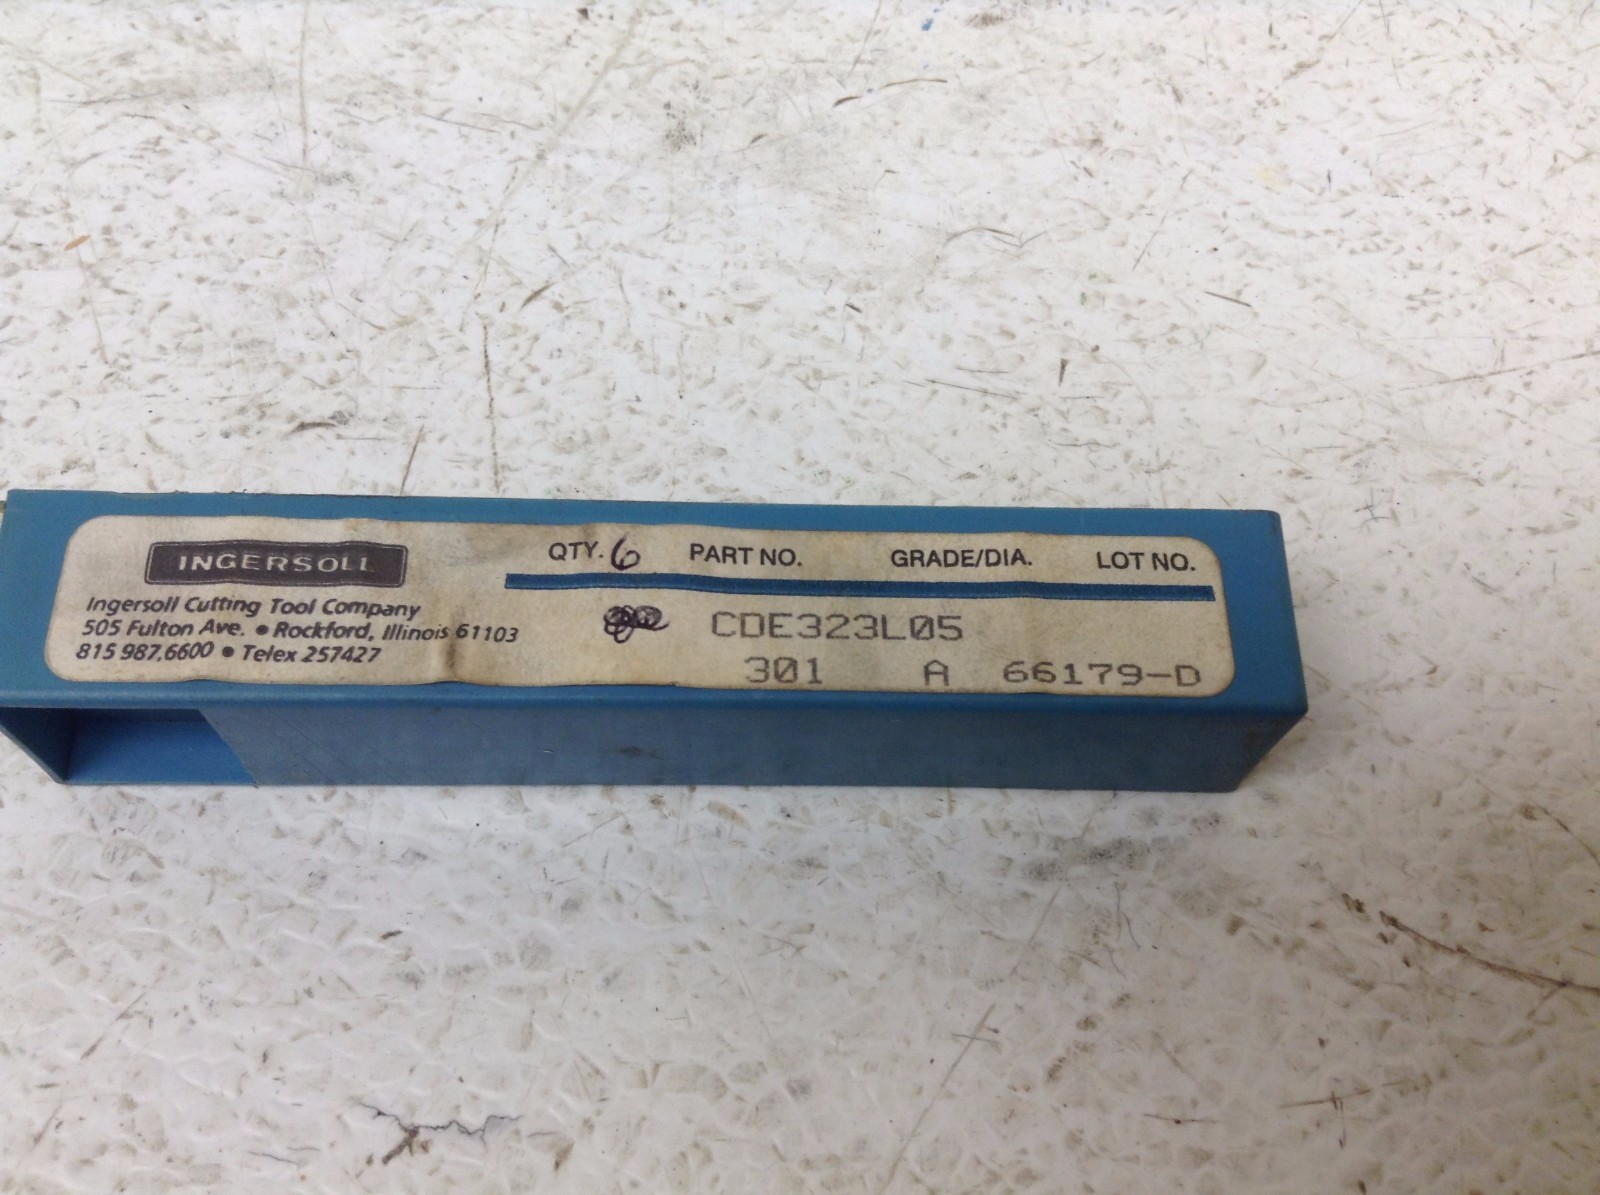 INGERSOLL
Ingersoll Cutting Tool Company
505 Fulton Ave. • Rockford, Illinois 61103
815 987.6600 • Telex 257427
QTY. 6 PART NO. GRADE/DIA. LOT NO.
CDE323L05
301 A 66179-D